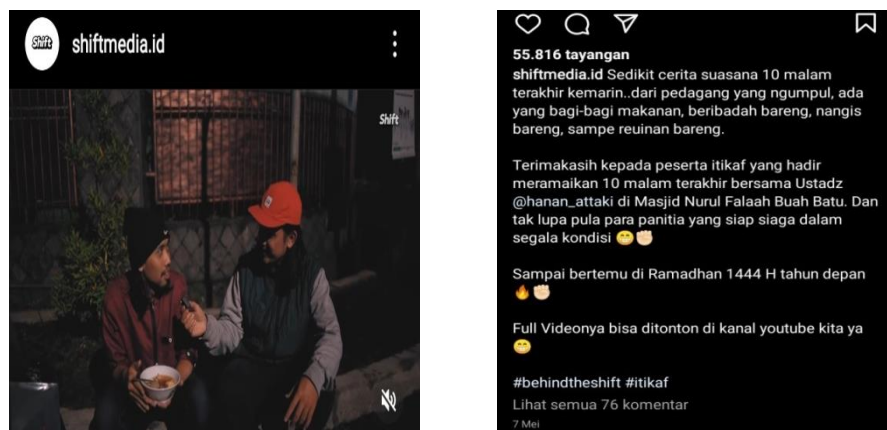 Shift
shiftmedia.id
Shift
55.816 tayangan
shiftmedia.id Sedikit cerita suasana 10 malam
terakhir kemarin..dari pedagang yang ngumpul, ada
yang bagi-bagi makanan, beribadah bareng, nangis
bareng, sampe reuinan bareng.
Terimakasih kepada peserta itikaf yang hadir
meramaikan 10 malam terakhir bersama Ustadz
@hanan_attaki di Masjid Nurul Falaah Buah Batu. Dan
tak lupa pula para panitia yang siap siaga dalam
segala kondisi 😁✊🏻
Sampai bertemu di Ramadhan 1444 H tahun depan
🔥✊🏻
Full Videonya bisa ditonton di kanal youtube kita ya
😁
#behindtheshift #itikaf
Lihat semua 76 komentar
7 Mei